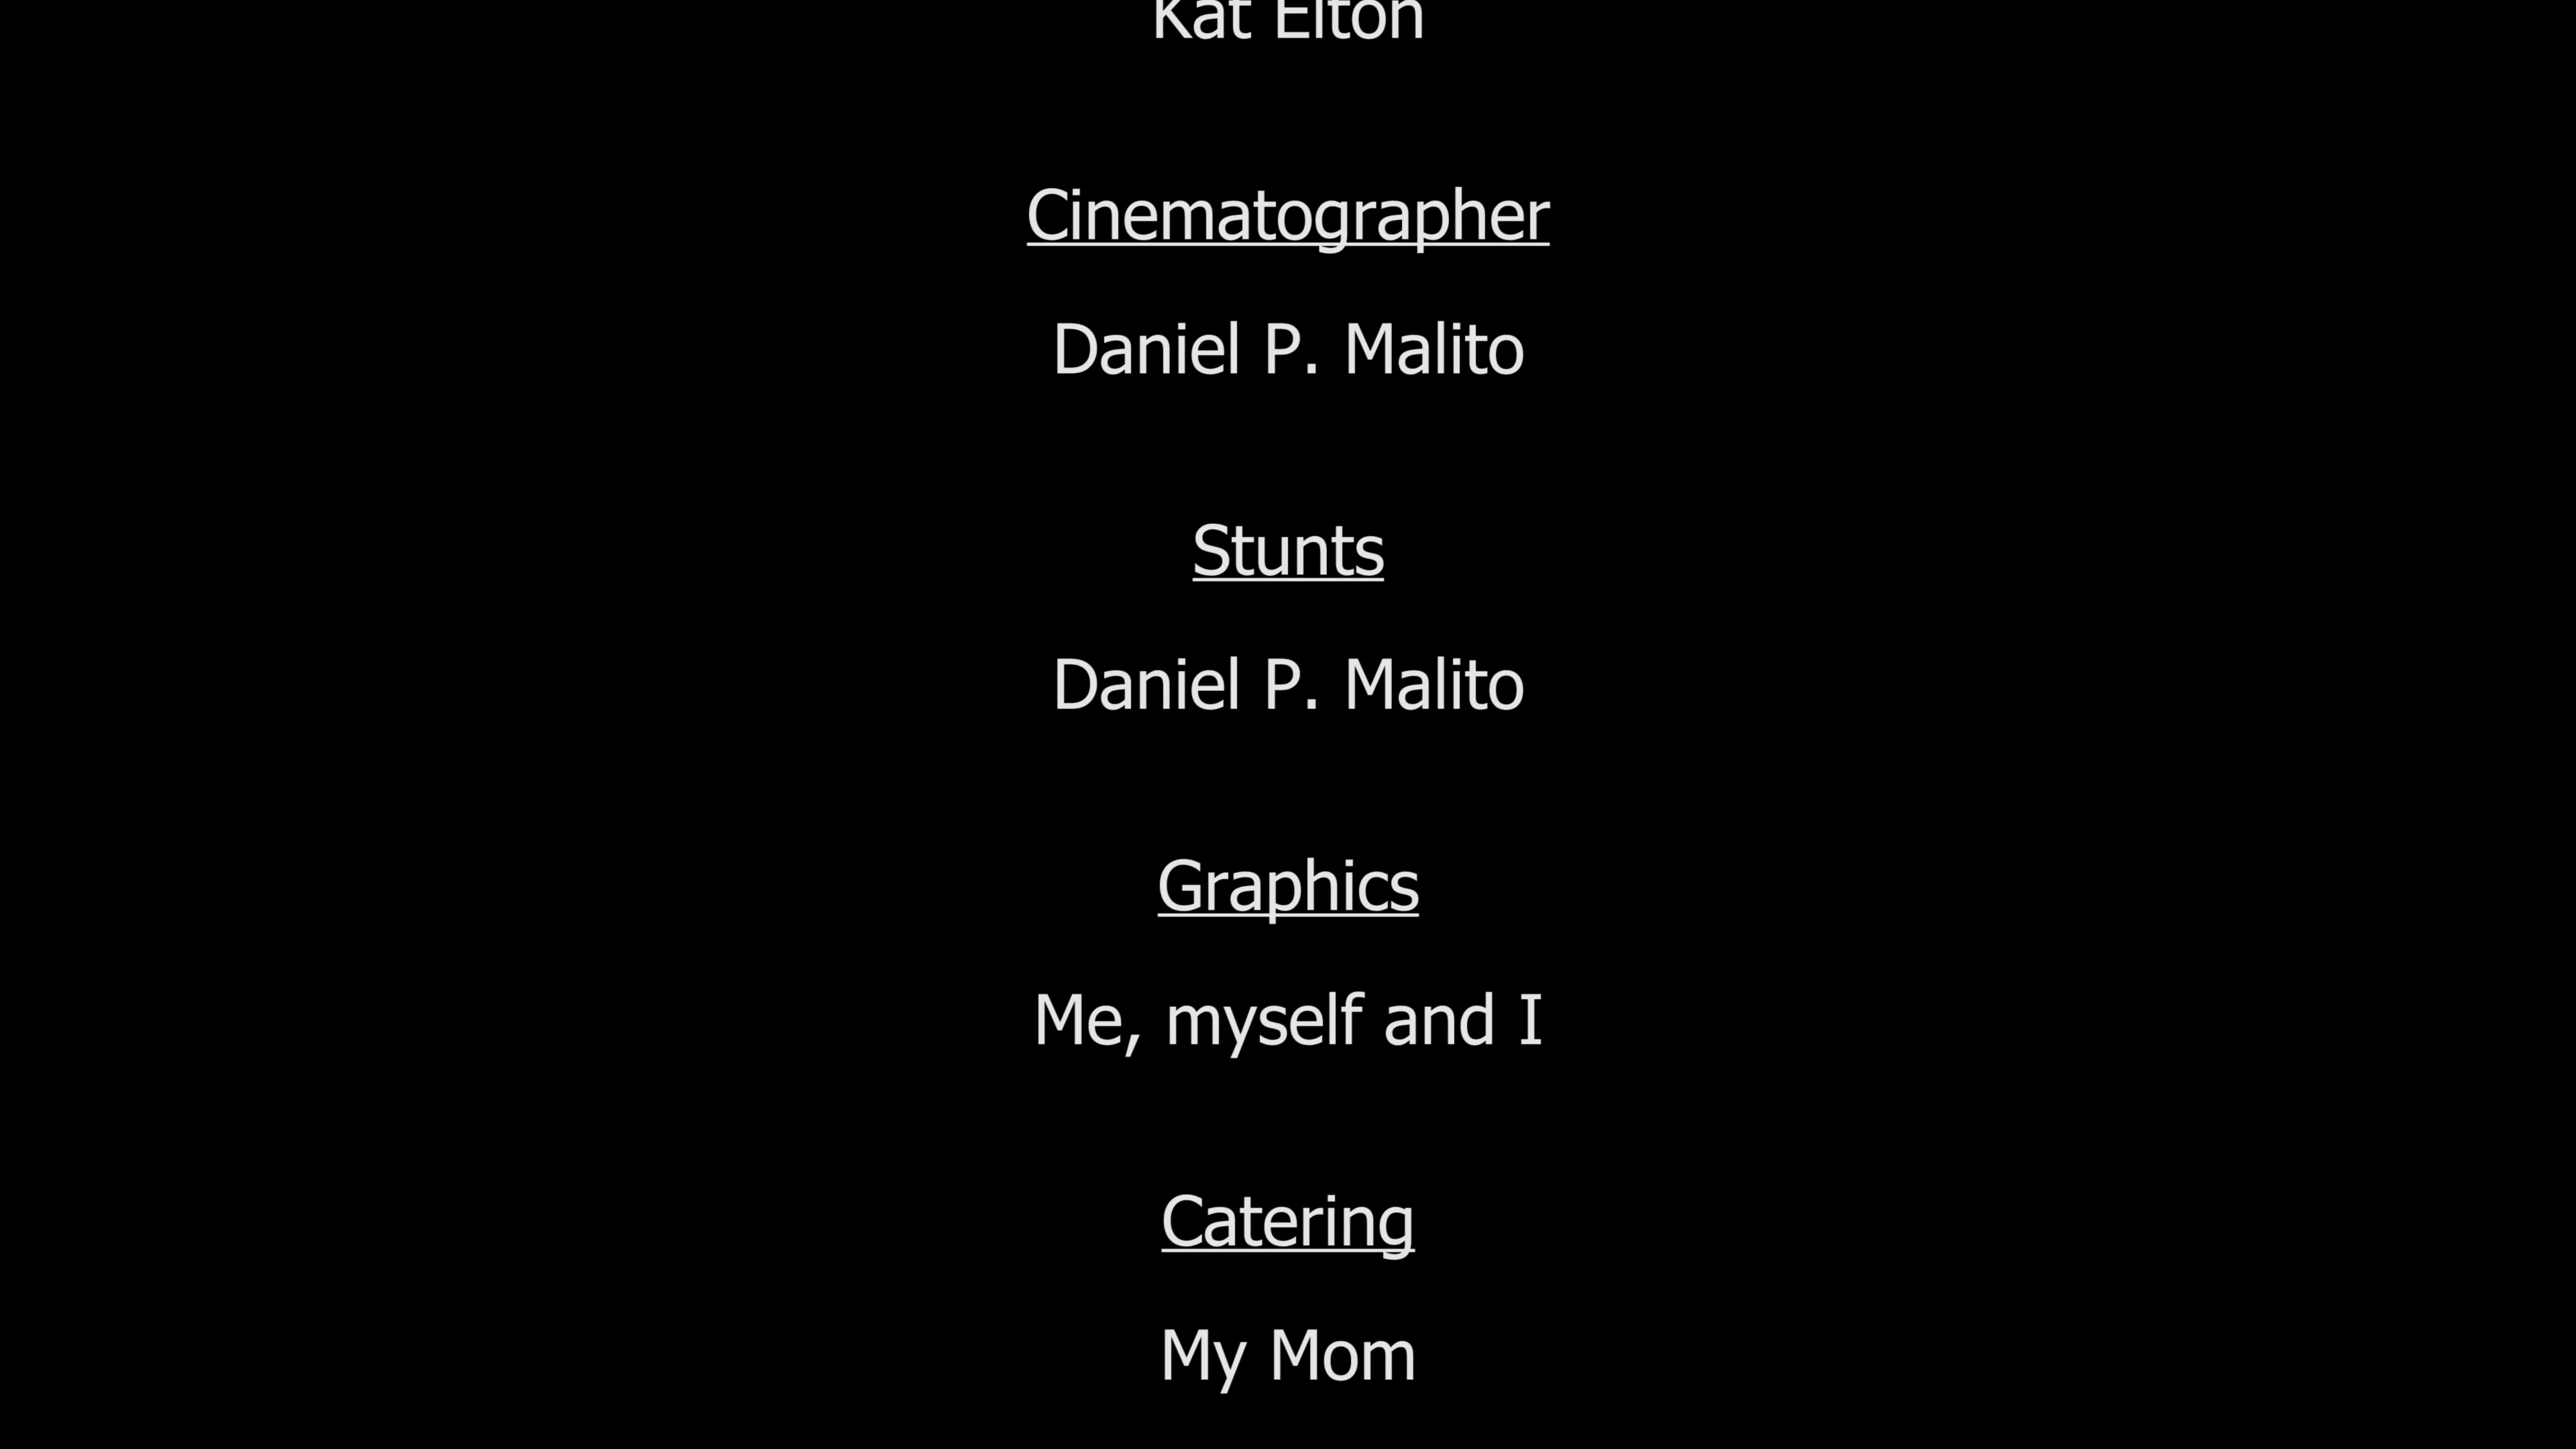 Kat Elton
Cinematographer
Daniel P. Malito
Stunts
Daniel P. Malito
Graphics
Me, myself and I
Catering
My Mom